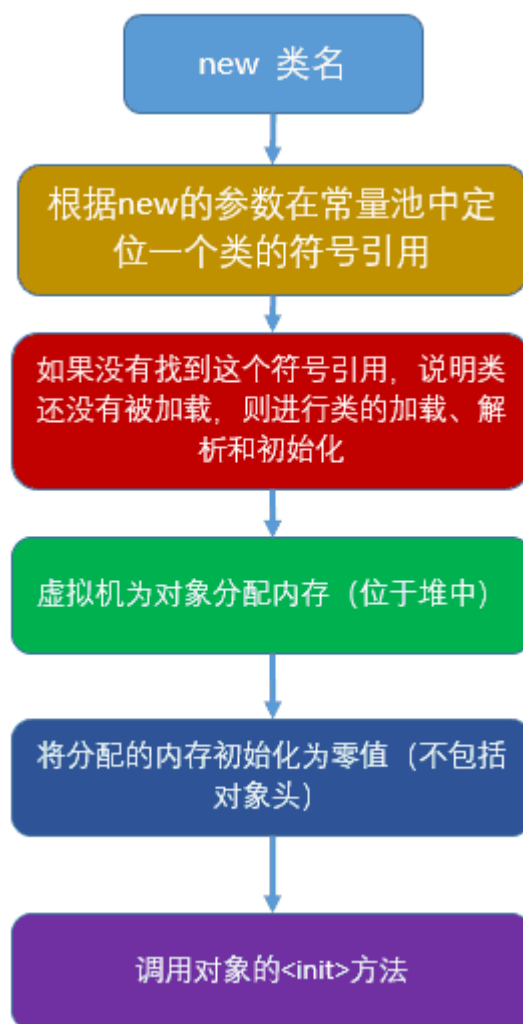 new 类名
根据new的参数在常量池中定
位一个类的符号引用
如果没有找到这个符号引用，说明类
还没有被加载，则进行类的加载、解
析和初始化
虚拟机为对象分配内存（位于堆中）
将分配的内存初始化为零值（不包括
对象头）
调用对象的<init>方法